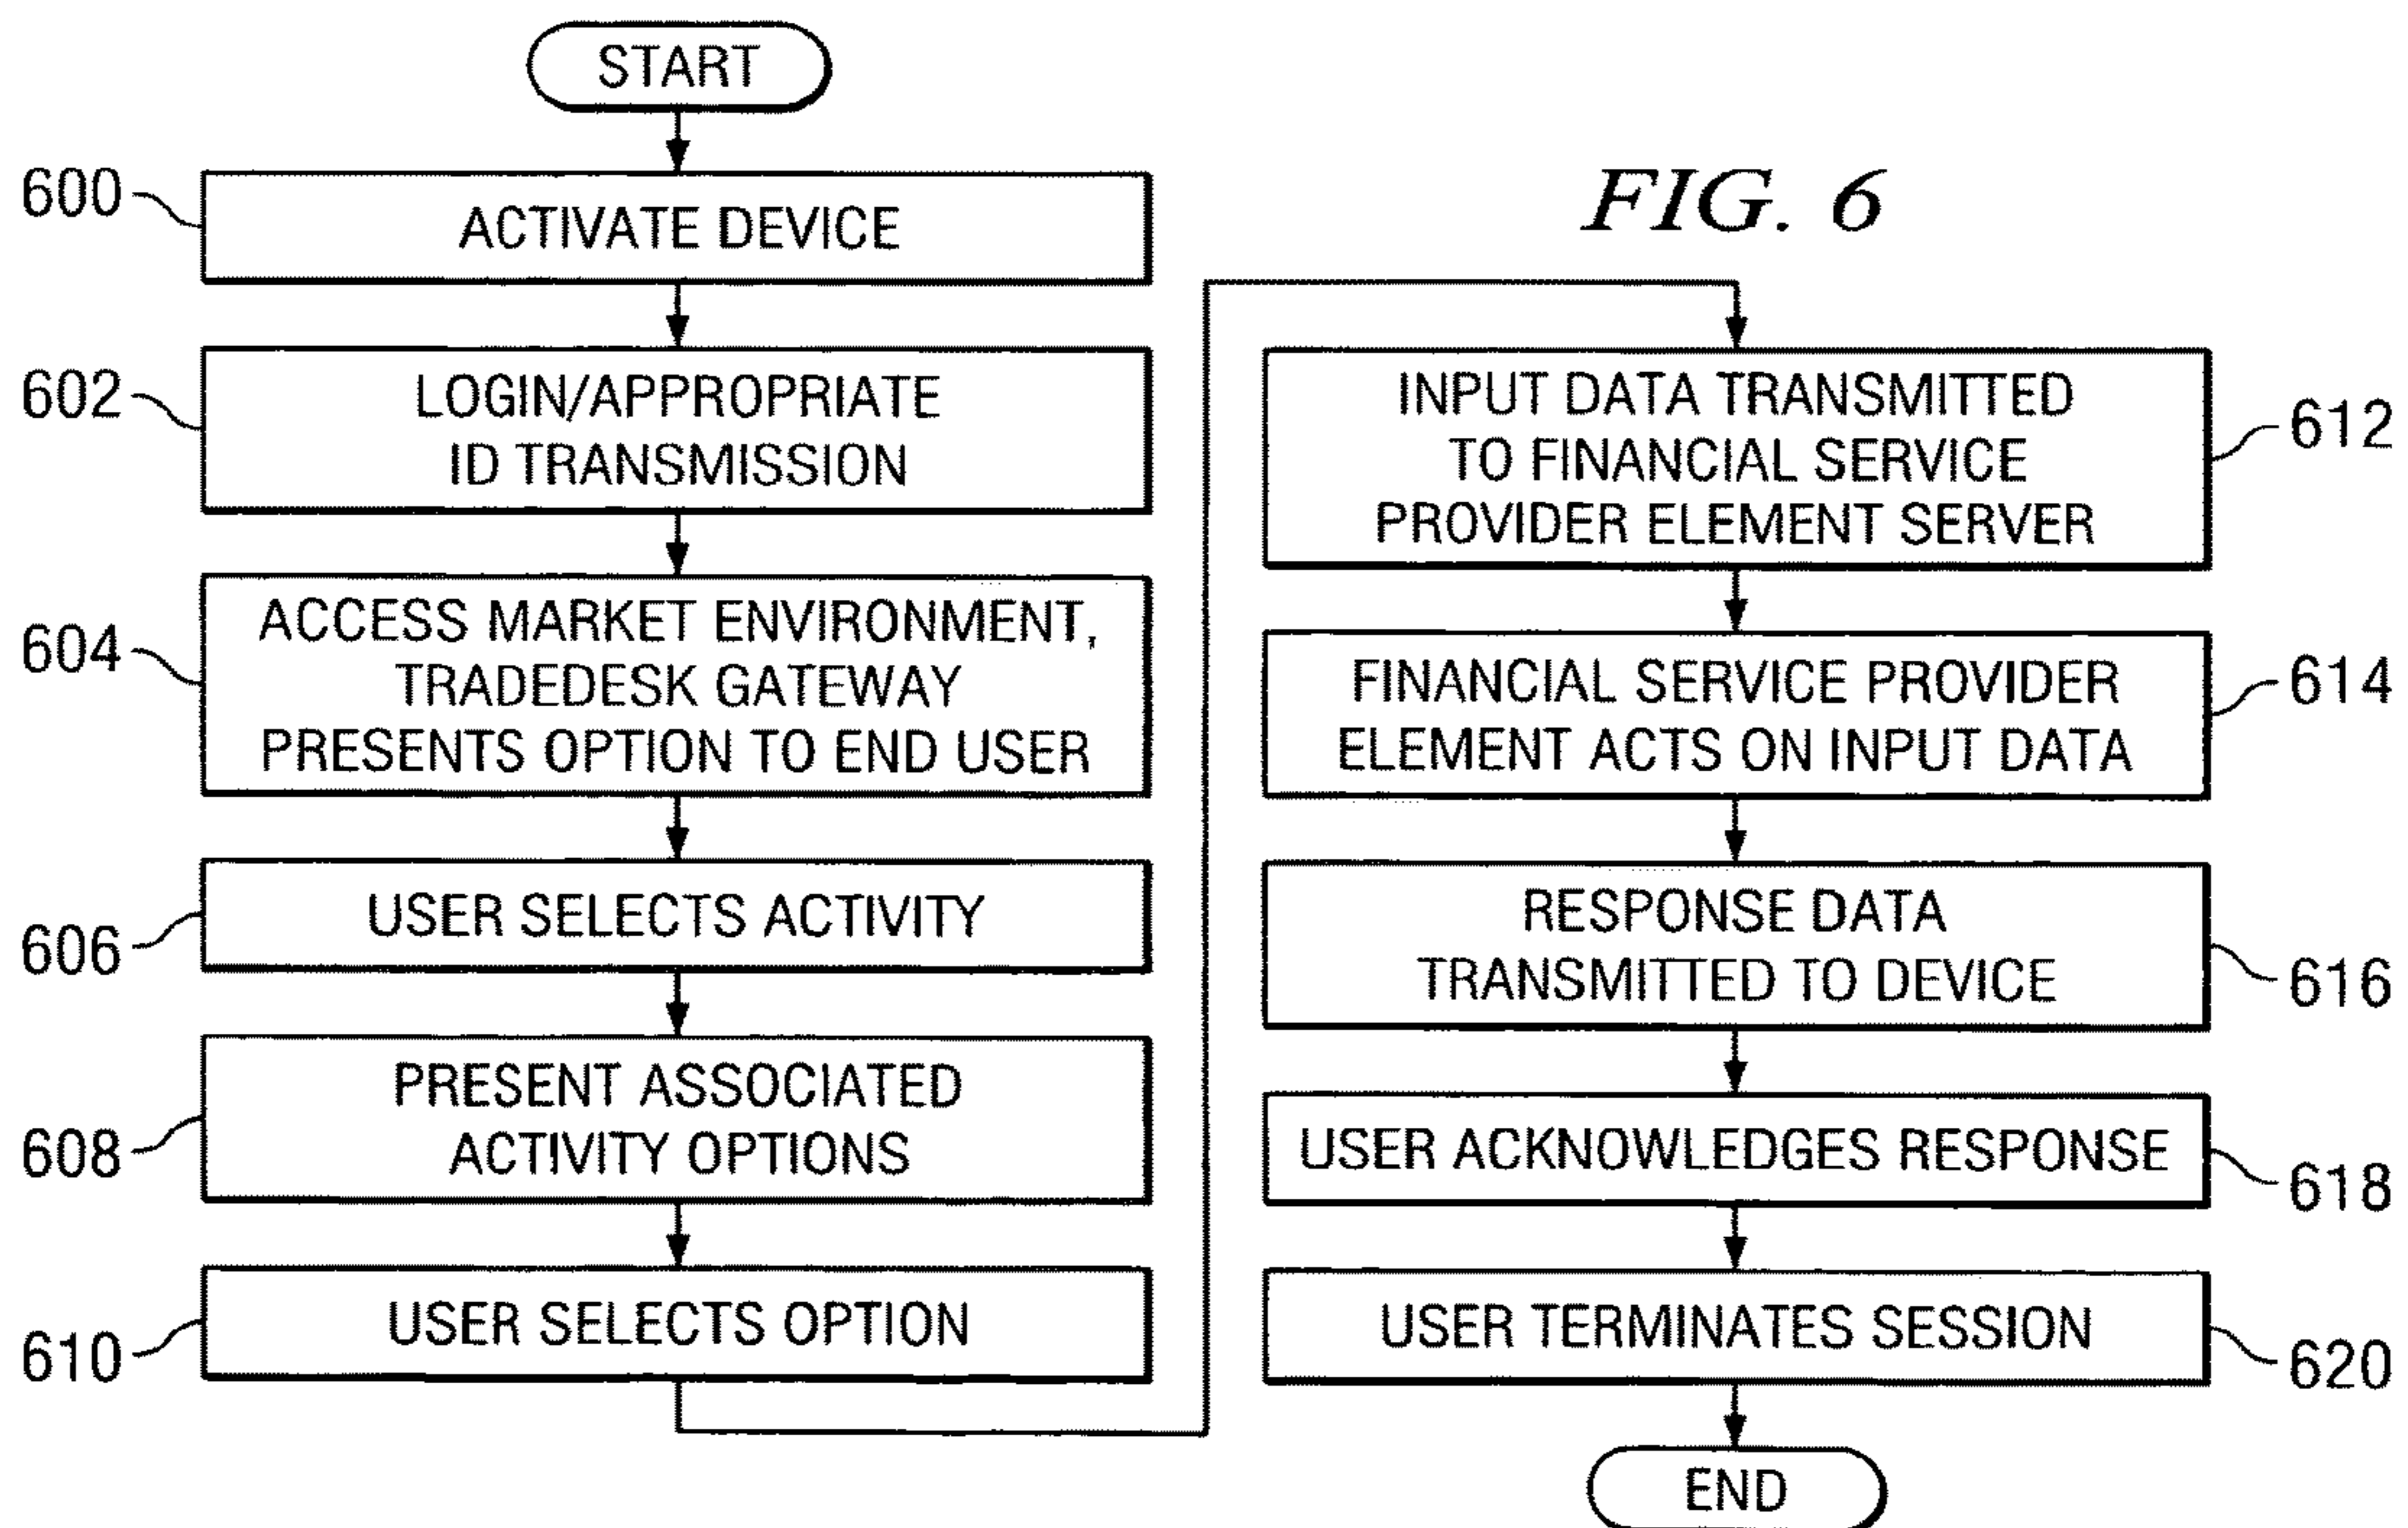 START
600
ACTIVATE DEVICE
602
LOGIN/APPROPRIATE
ID TRANSMISSION
604
ACCESS MARKET ENVIRONMENT,
TRADEDESK GATEWAY
PRESENTS OPTION TO END USER
606
USER SELECTS ACTIVITY
608
PRESENT ASSOCIATED
ACTIVITY OPTIONS
610
USER SELECTS OPTION
FIG. 6
INPUT DATA TRANSMITTED
TO FINANCIAL SERVICE
PROVIDER ELEMENT SERVER
612
FINANCIAL SERVICE PROVIDER
ELEMENT ACTS ON INPUT DATA
614
RESPONSE DATA
TRANSMITTED TO DEVICE
616
USER ACKNOWLEDGES RESPONSE
618
USER TERMINATES SESSION
620
END